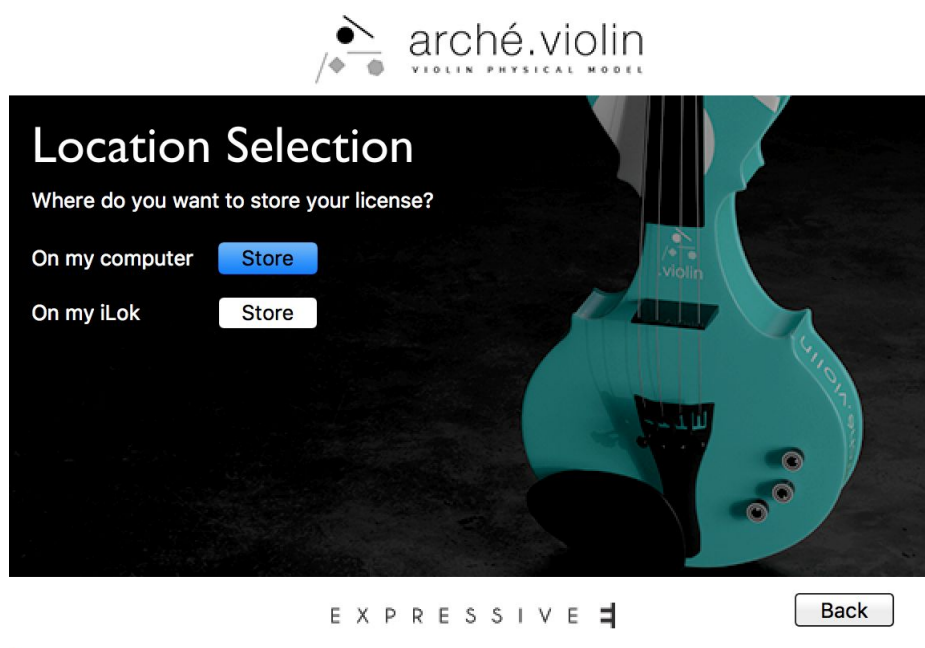 arché.violin
VIOLIN PHYSICAL MODEL
Location Selection
Where do you want to store your license?
On my computer Store
On my iLok Store
.violin
arché.violin
EXPRESSIVE E
Back